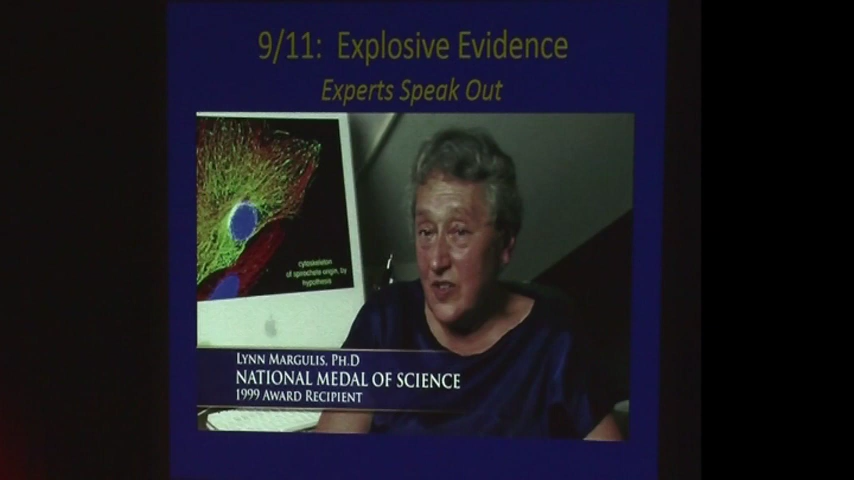 9/11: Explosive Evidence
Experts Speak Out
cytoskeleton
of spirochete origin, by
hypothesis
LYNN MARGULIS, PH.D
NATIONAL MEDAL OF SCIENCE
1999 AWARD RECIPIENT